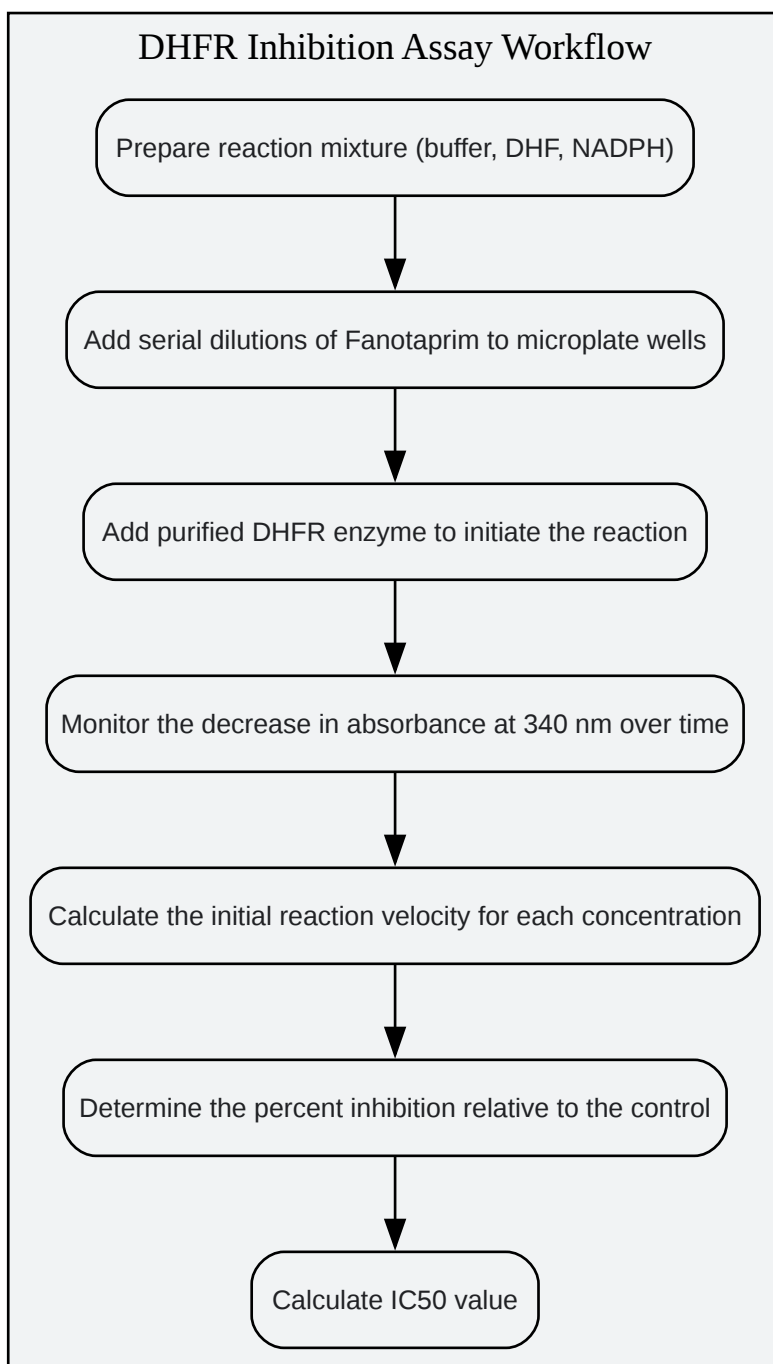 DHFR Inhibition Assay Workflow
Prepare reaction mixture (buffer, DHF, NADPH)
Add serial dilutions of Fanotaprim to microplate wells
Add purified DHFR enzyme to initiate the reaction
Monitor the decrease in absorbance at 340 nm over time
Calculate the initial reaction velocity for each concentration
Determine the percent inhibition relative to the control
Calculate IC50 value